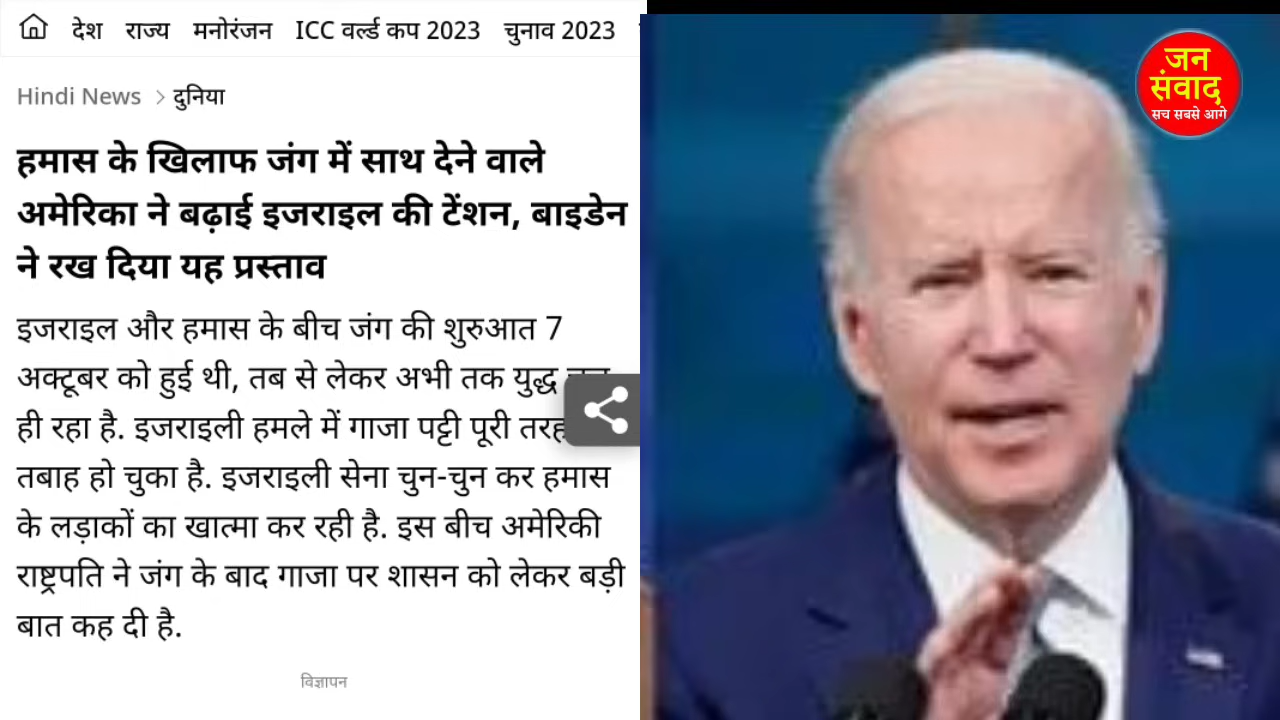 देश राज्य मनोरंजन ICC वर्ल्ड कप 2023 चुनाव 2023
Hindi News > दुनिया
हमास के खिलाफ जंग में साथ देने वाले
अमेरिका ने बढ़ाई इजराइल की टेंशन, बाइडेन
ने रख दिया यह प्रस्ताव
इजराइल और हमास के बीच जंग की शुरुआत 7
अक्टूबर को हुई थी, तब से लेकर अभी तक युद्ध
ही रहा है. इजराइली हमले में गाजा पट्टी पूरी तरह
तबाह हो चुका है. इजराइली सेना चुन-चुन कर हमास
के लड़ाकों का खात्मा कर रही है. इस बीच अमेरिकी
राष्ट्रपति ने जंग के बाद गाजा पर शासन को लेकर बड़ी
बात कह दी है.
विज्ञापन
जन
संवाद
सच सबसे आगे